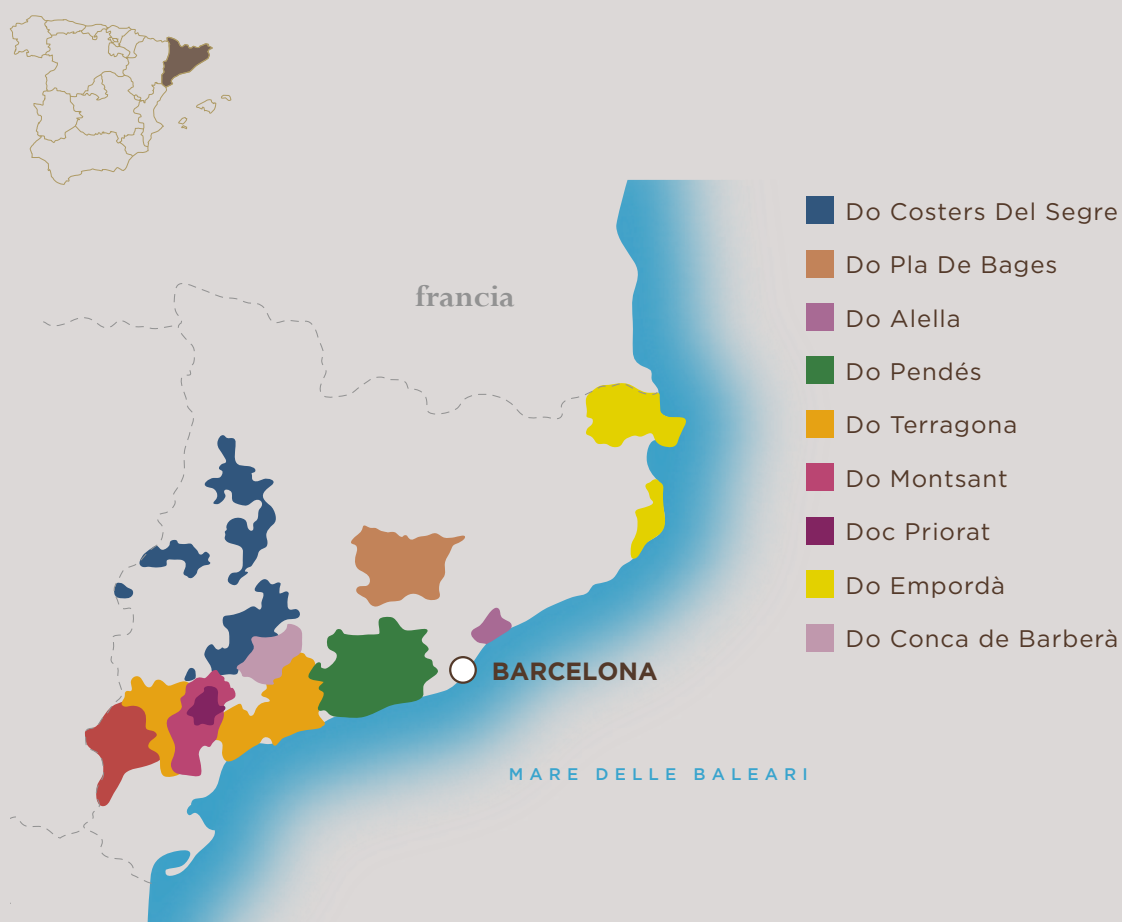 francia
Do Costers Del Segre
Do Pla De Bages
Do Alella
Do Pendés
Do Terragona
Do Montsant
Doc Priorat
Do Empordà
Do Conca de Barberà
BARCELONA
MARE DELLE BALEARI